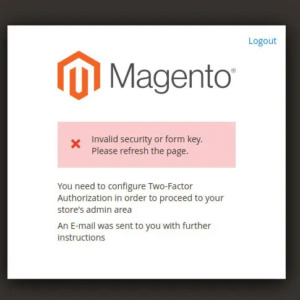 Logout
Magento®
Invalid security or form key.
Please refresh the page.
You need to configure Two-Factor
Authorization in order to proceed to your
store's admin area
An E-mail was sent to you with further
instructions